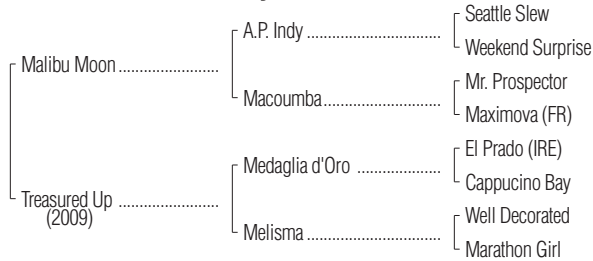 Seattle Slew
A.P. Indy ........................
Weekend Surprise
Malibu Moon ......................
Mr. Prospector
Macoumba..........................
Maximova (FR)
El Prado (IRE)
Medaglia d'Oro ..................
Cappucino Bay
Treasured Up ......................
(2009)
Well Decorated
Melisma............................
Marathon Girl